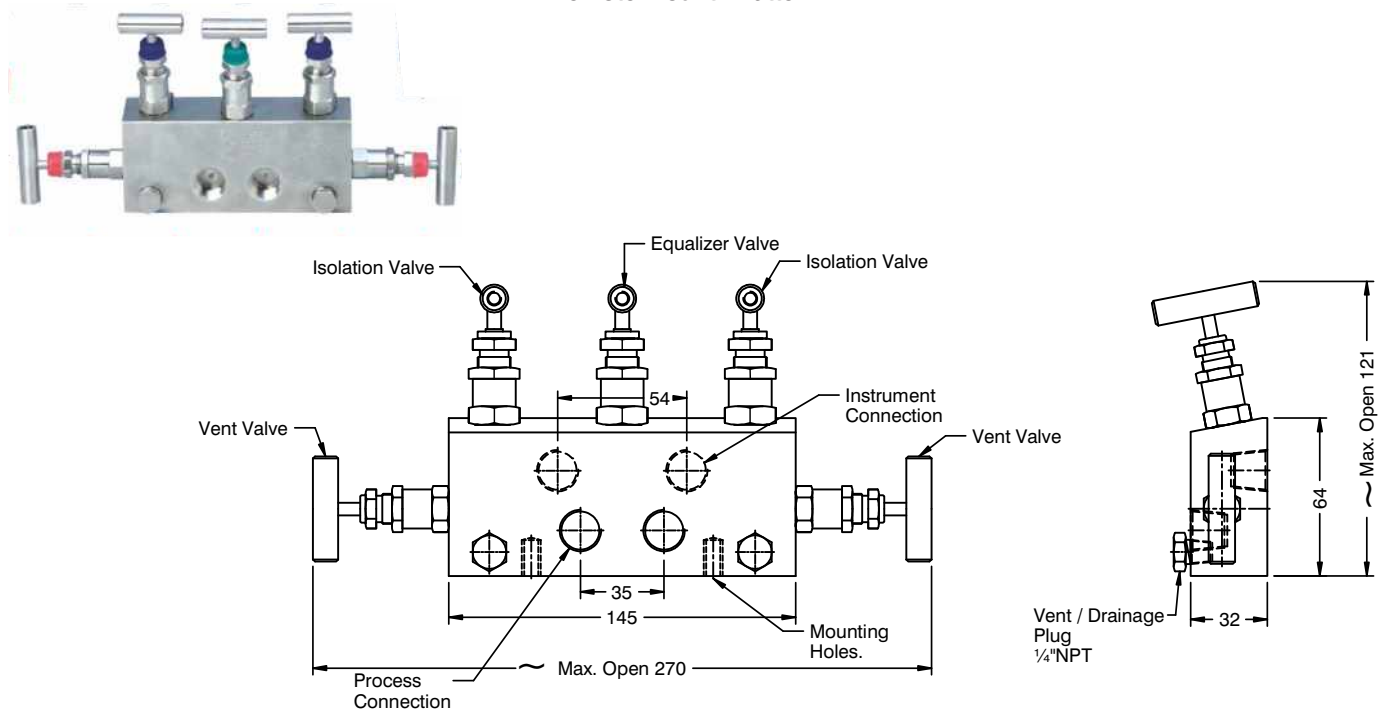 Equalizer Valve
Isolation Valve
Isolation Valve
54
Instrument
Connection
Vent Valve
Vent Valve
64
~ Max. Open 121
35
145
32
Mounting
Holes.
Vent / Drainage
Plug
¼"NPT
~ Max. Open 270
Process
Connection